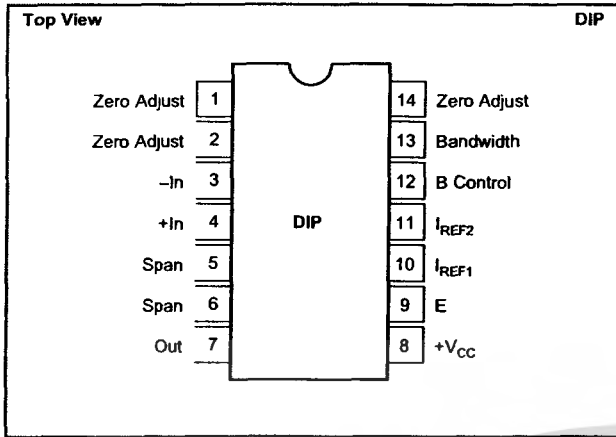 Top View DIP
Zero Adjust 1 14 Zero Adjust
Zero Adjust 2 13 Bandwidth
–In 3 12 B Control
+In 4 DIP 11 IREF2
Span 5 10 IREF1
Span 6 9 E
Out 7 8 +VCC